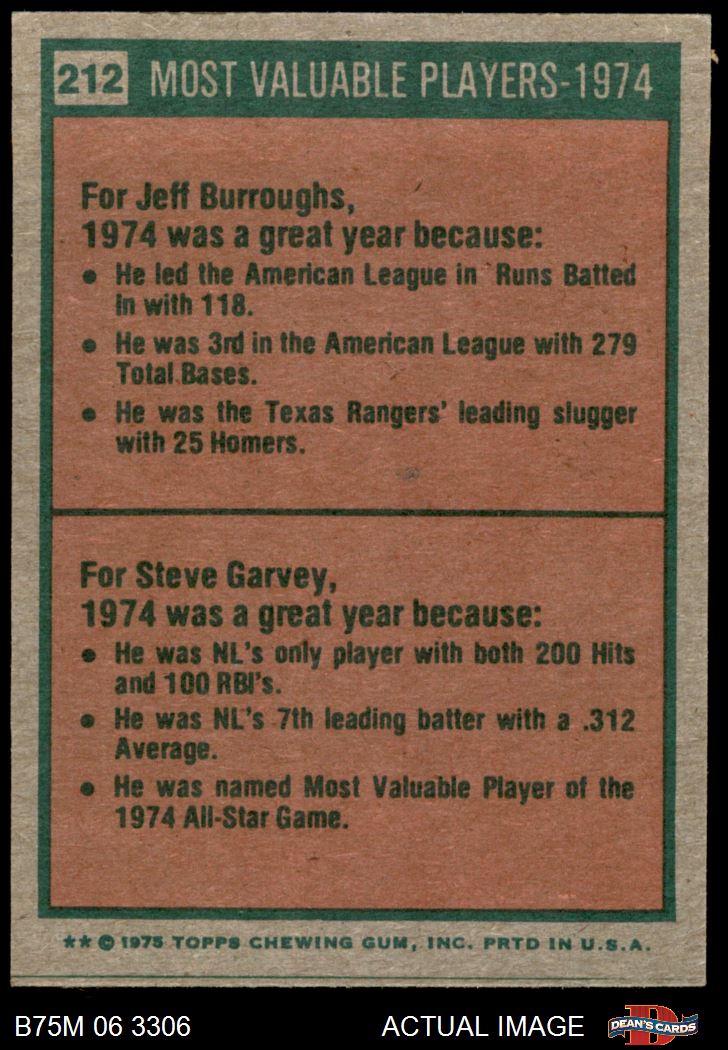 212 MOST VALUABLE PLAYERS-1974
For Jeff Burroughs,
1974 was a great year because:
• He led the American League in Runs Batted
In with 118.
• He was 3rd in the American League with 279
Total Bases.
• He was the Texas Rangers' leading slugger
with 25 Homers.
For Steve Garvey,
1974 was a great year because:
• He was NL's only player with both 200 Hits
and 100 RBI's.
• He was NL's 7th leading batter with a .312
Average.
• He was named Most Valuable Player of the
1974 All-Star Game.
** © 1975 TOPPS CHEWING GUM, INC. PRTD IN U.S.A.
B75M 06 3306 ACTUAL IMAGE D DEAN'S CARDS